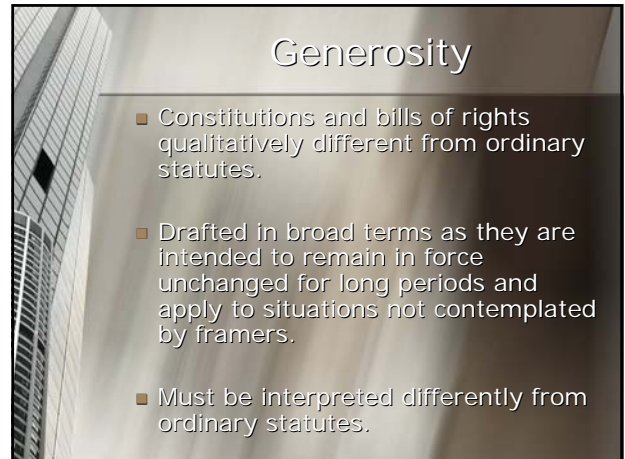 Generosity
Constitutions and bills of rights
qualitatively different from ordinary
statutes.
Drafted in broad terms as they are
intended to remain in force
unchanged for long periods and
apply to situations not contemplated
by framers.
Must be interpreted differently from
ordinary statutes.